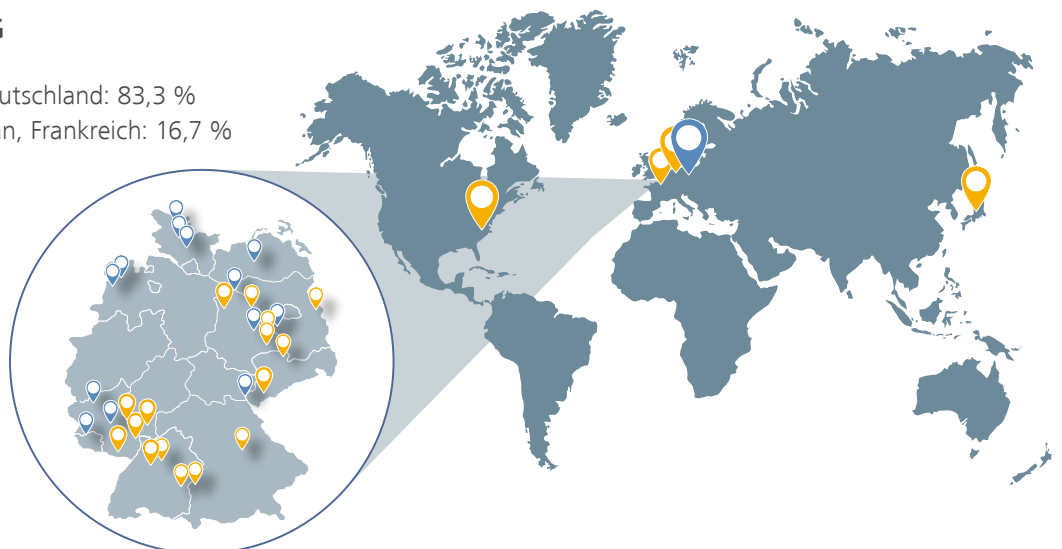 G
utschland: 83,3 %
n, Frankreich: 16,7 %